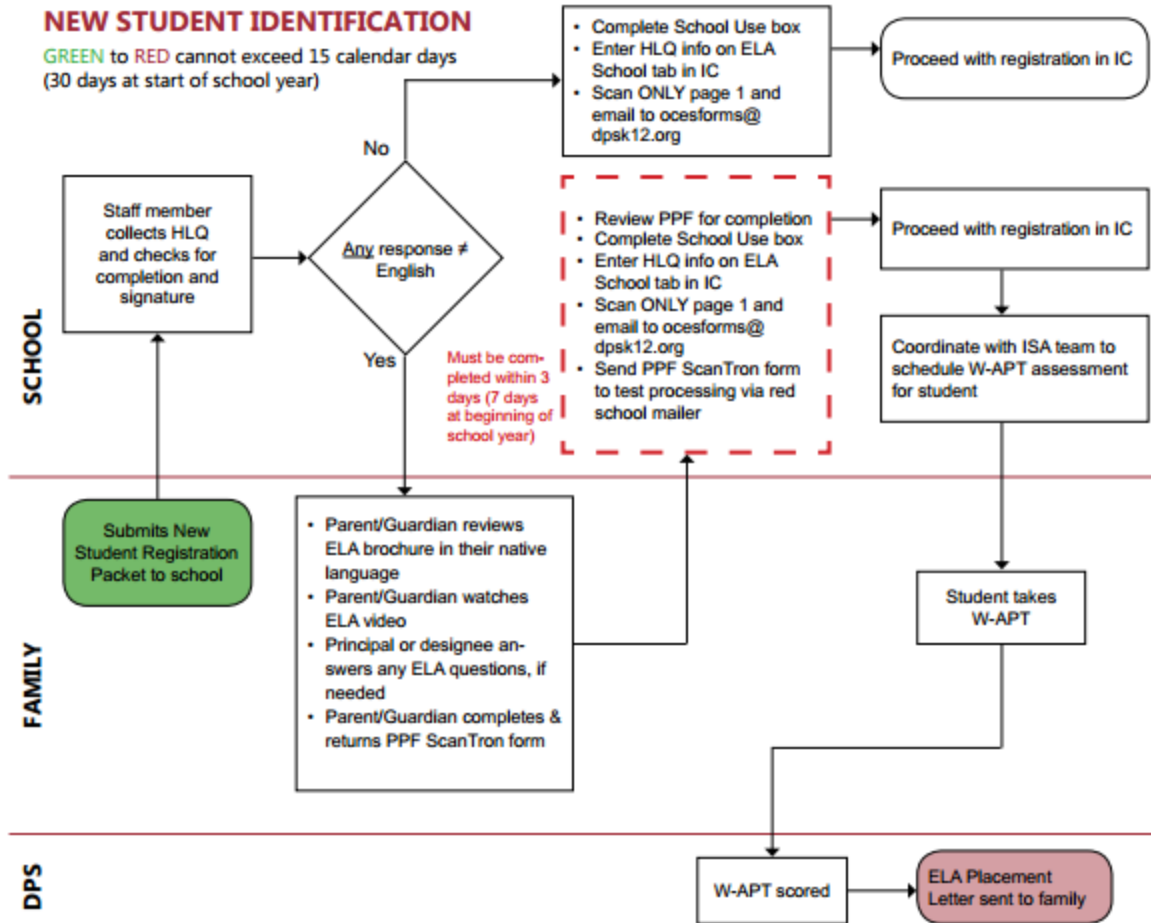 NEW STUDENT IDENTIFICATION
GREEN to RED cannot exceed 15 calendar days
(30 days at start of school year)
• Complete School Use box
• Enter HLQ info on ELA
School tab in IC
• Scan ONLY page 1 and
email to ocesforms@
dpsk12.org
Proceed with registration in IC
No
Staff member
collects HLQ
and checks for
completion and
signature
Any response ≠
English
Yes
Must be com-
pleted within 3
days (7 days
at beginning of
school year)
• Review PPF for completion
• Complete School Use box
• Enter HLQ info on ELA
School tab in IC
• Scan ONLY page 1 and
email to ocesforms@
dpsk12.org
• Send PPF ScanTron form
to test processing via red
school mailer
Proceed with registration in IC
Coordinate with ISA team to
schedule W-APT assessment
for student
SCHOOL
Submits New
Student Registration
Packet to school
• Parent/Guardian reviews
ELA brochure in their native
language
• Parent/Guardian watches
ELA video
• Principal or designee an-
swers any ELA questions, if
needed
• Parent/Guardian completes &
returns PPF ScanTron form
Student takes
W-APT
FAMILY
W-APT scored
ELA Placement
Letter sent to family
DPS